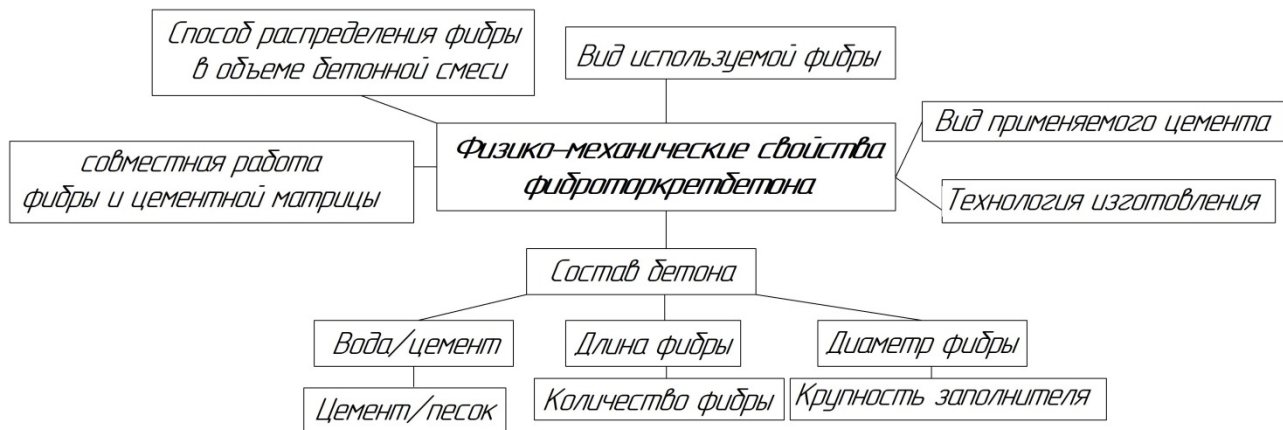 Способ распределения фибры
в объеме бетонной смеси
Вид используемой фибры
Вид применяемого цемента
Физико-механические свойства
фиброторкретбетона
совместная работа
фибры и цементной матрицы
Технология изготовления
Состав бетона
Вода/цемент
Длина фибры
Диаметр фибры
Цемент/песок
Количество фибры
Крупность заполнителя